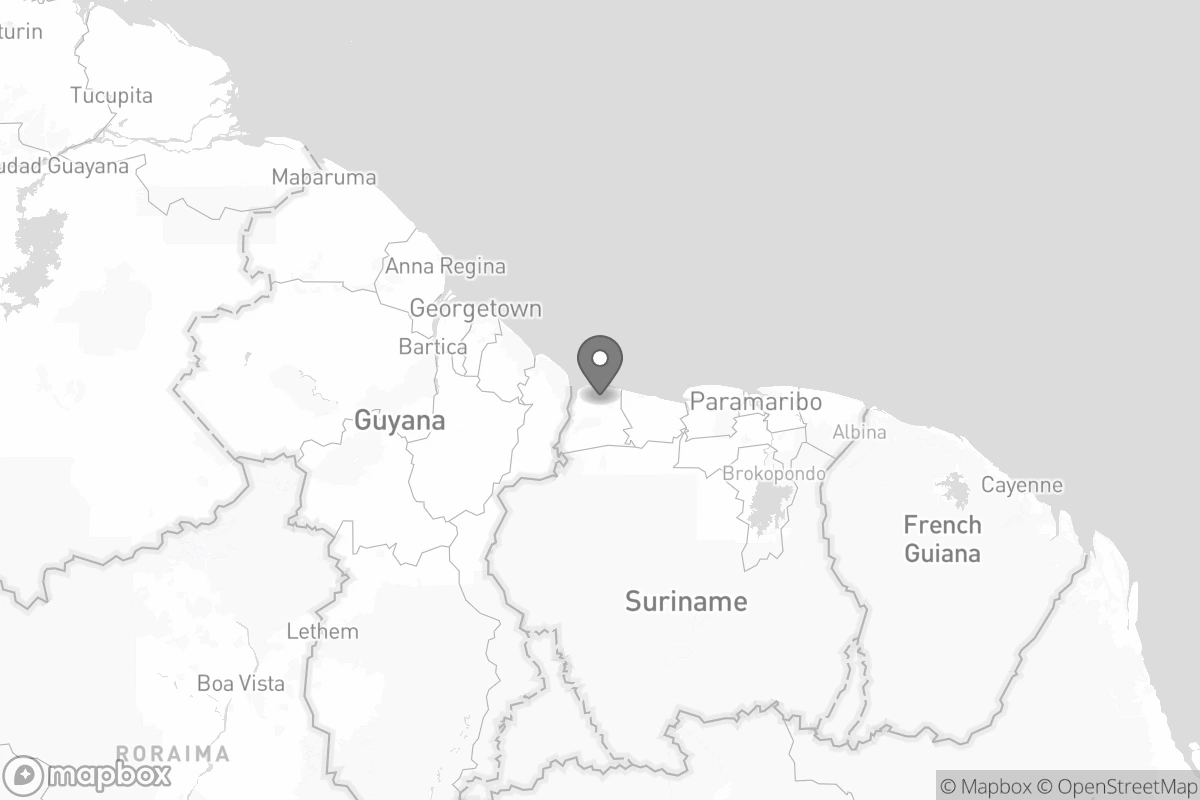 turin
Tucupita
udad Guayana
Mabaruma
Anna Regina
Georgetown
Bartica
Guyana
Paramaribo
Albina
Brokopondo
Cayenne
French
Guiana
Suriname
Lethem
Boa Vista
RORAIMA
mapbox
© Mapbox © OpenStreetMap